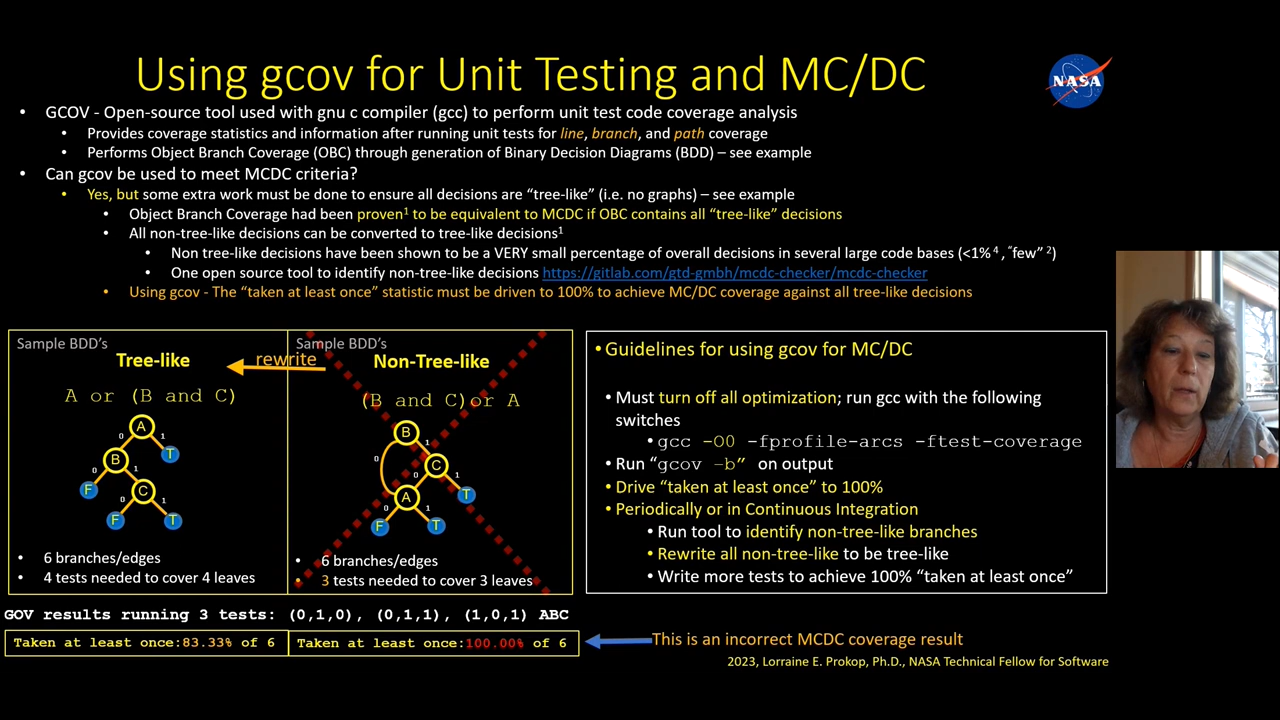 Using gcov for Unit Testing and MC/DC
NASA
• GCOV - Open-source tool used with gnu c compiler (gcc) to perform unit test code coverage analysis
• Provides coverage statistics and information after running unit tests for line, branch, and path coverage
• Performs Object Branch Coverage (OBC) through generation of Binary Decision Diagrams (BDD) – see example
• Can gcov be used to meet MCDC criteria?
• Yes, but some extra work must be done to ensure all decisions are “tree-like” (i.e. no graphs) – see example
• Object Branch Coverage had been proven¹ to be equivalent to MCDC if OBC contains all “tree-like” decisions
• All non-tree-like decisions can be converted to tree-like decisions¹
• Non tree-like decisions have been shown to be a VERY small percentage of overall decisions in several large code bases (<1% ⁴ , “few” ²)
• One open source tool to identify non-tree-like decisions https://gitlab.com/gtd-gmbh/mcdc-checker/mcdc-checker
• Using gcov - The “taken at least once” statistic must be driven to 100% to achieve MC/DC coverage against all tree-like decisions
Sample BDD’s
Tree-like
A or (B and C)
A
0 1
B T
0 1
F C
0 1
F T
• 6 branches/edges
• 4 tests needed to cover 4 leaves
rewrite
Sample BDD’s
Non-Tree-like
(B and C)or A
B
1
0 C
0 1
A T
0 1
F T
• 6 branches/edges
• 3 tests needed to cover 3 leaves
• Guidelines for using gcov for MC/DC
• Must turn off all optimization; run gcc with the following
switches
• gcc -O0 -fprofile-arcs -ftest-coverage
• Run “gcov –b” on output
• Drive “taken at least once” to 100%
• Periodically or in Continuous Integration
• Run tool to identify non-tree-like branches
• Rewrite all non-tree-like to be tree-like
• Write more tests to achieve 100% “taken at least once”
GOV results running 3 tests: (0,1,0), (0,1,1), (1,0,1) ABC
Taken at least once:83.33% of 6
Taken at least once:100.00% of 6
This is an incorrect MCDC coverage result
2023, Lorraine E. Prokop, Ph.D., NASA Technical Fellow for Software